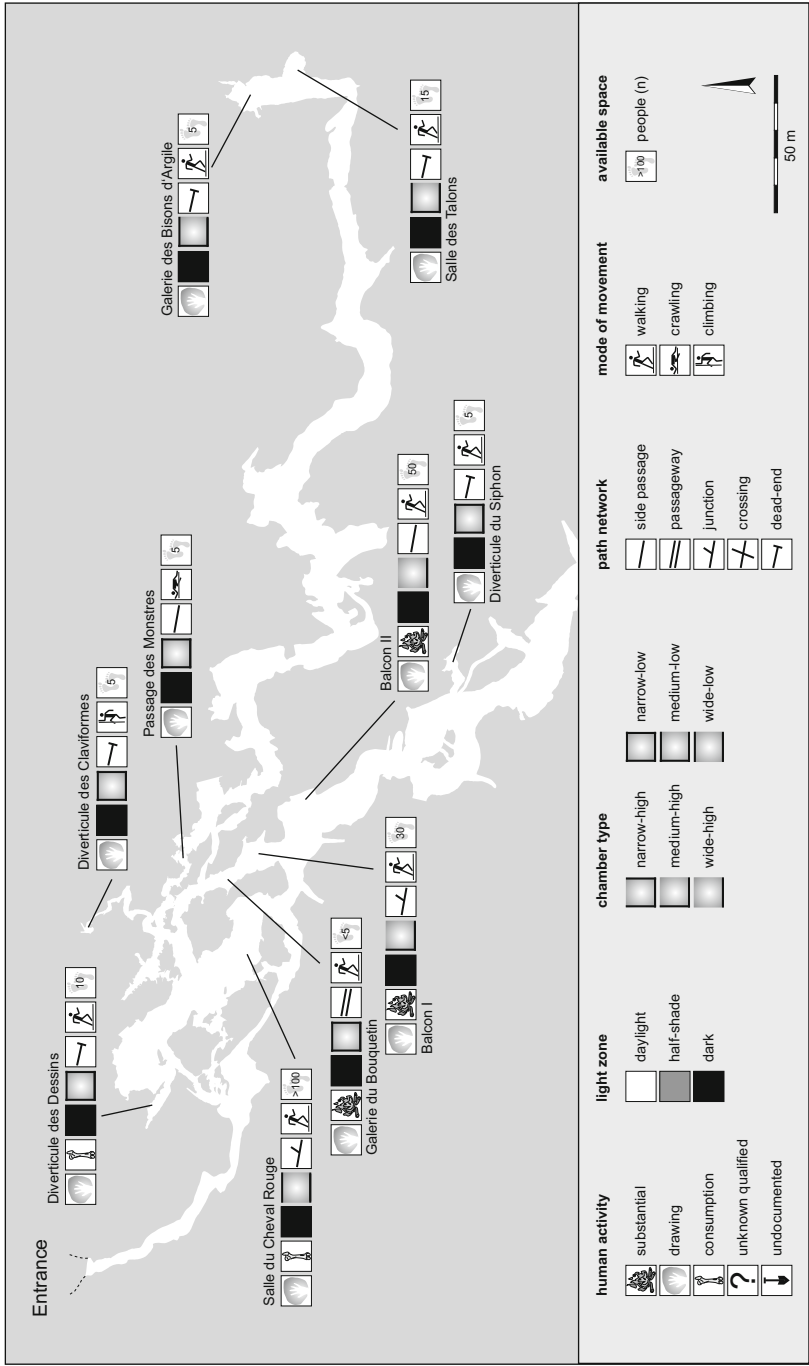 Entrance
Diverticule des Dessins
10
Diverticule des Claviformes
5
Passage des Monstres
5
Galerie des Bisons d'Argile
5
Salle du Cheval Rouge
>100
Galerie du Bouquetin
<5
Balcon I
30
Balcon II
50
Diverticule du Siphon
5
Salle des Talons
15
human activity
substantial
drawing
consumption
?
unknown qualified
undocumented
light zone
daylight
half-shade
dark
chamber type
narrow-high
medium-high
wide-high
narrow-low
medium-low
wide-low
path network
side passage
passageway
junction
crossing
dead-end
mode of movement
walking
crawling
climbing
available space
>100
people (n)
50 m